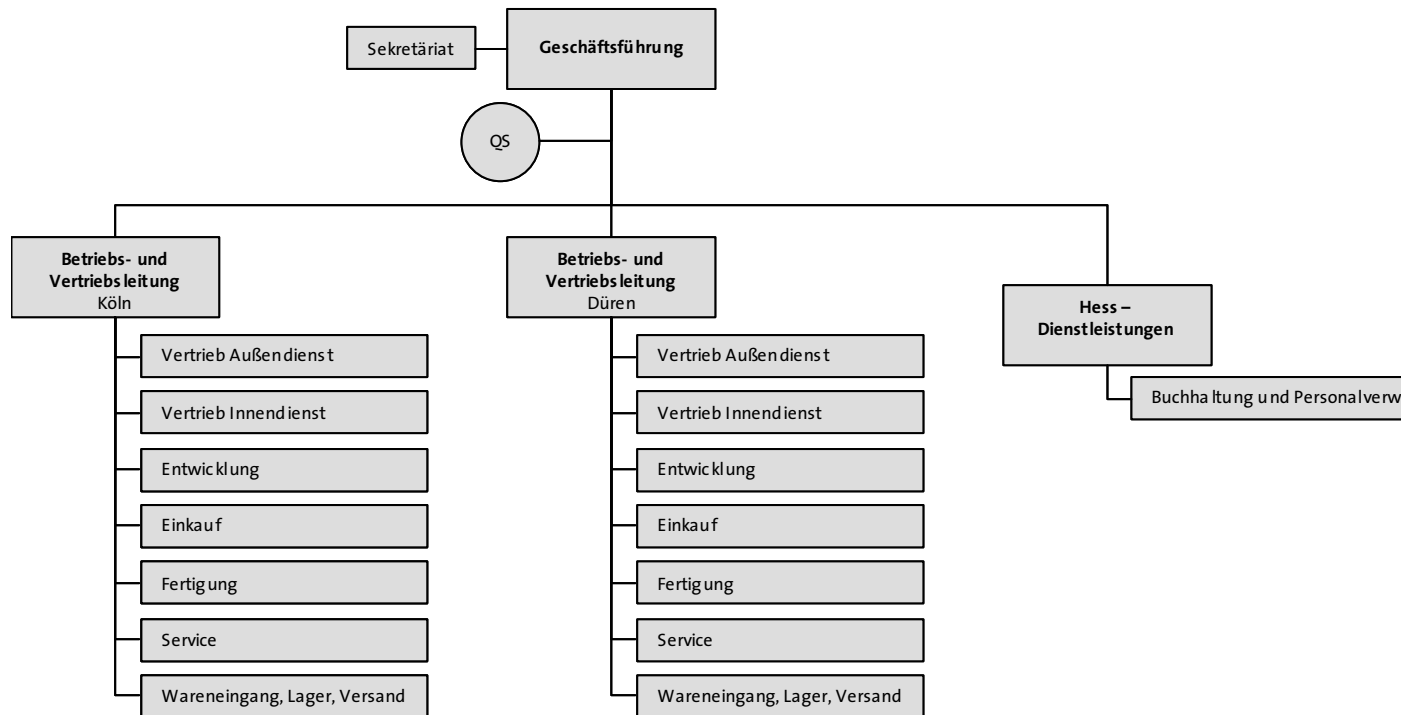 Sekretäriat
Geschäftsführung
QS
Betriebs- und
Vertriebsleitung
Köln
Vertrieb Außendienst
Vertrieb Innendienst
Entwicklung
Einkauf
Fertigung
Service
Wareneingang, Lager, Versand
Betriebs- und
Vertriebsleitung
Düren
Vertrieb Außendienst
Vertrieb Innendienst
Entwicklung
Einkauf
Fertigung
Service
Wareneingang, Lager, Versand
Hess –
Dienstleistungen
Buchhaltung und Personalverw